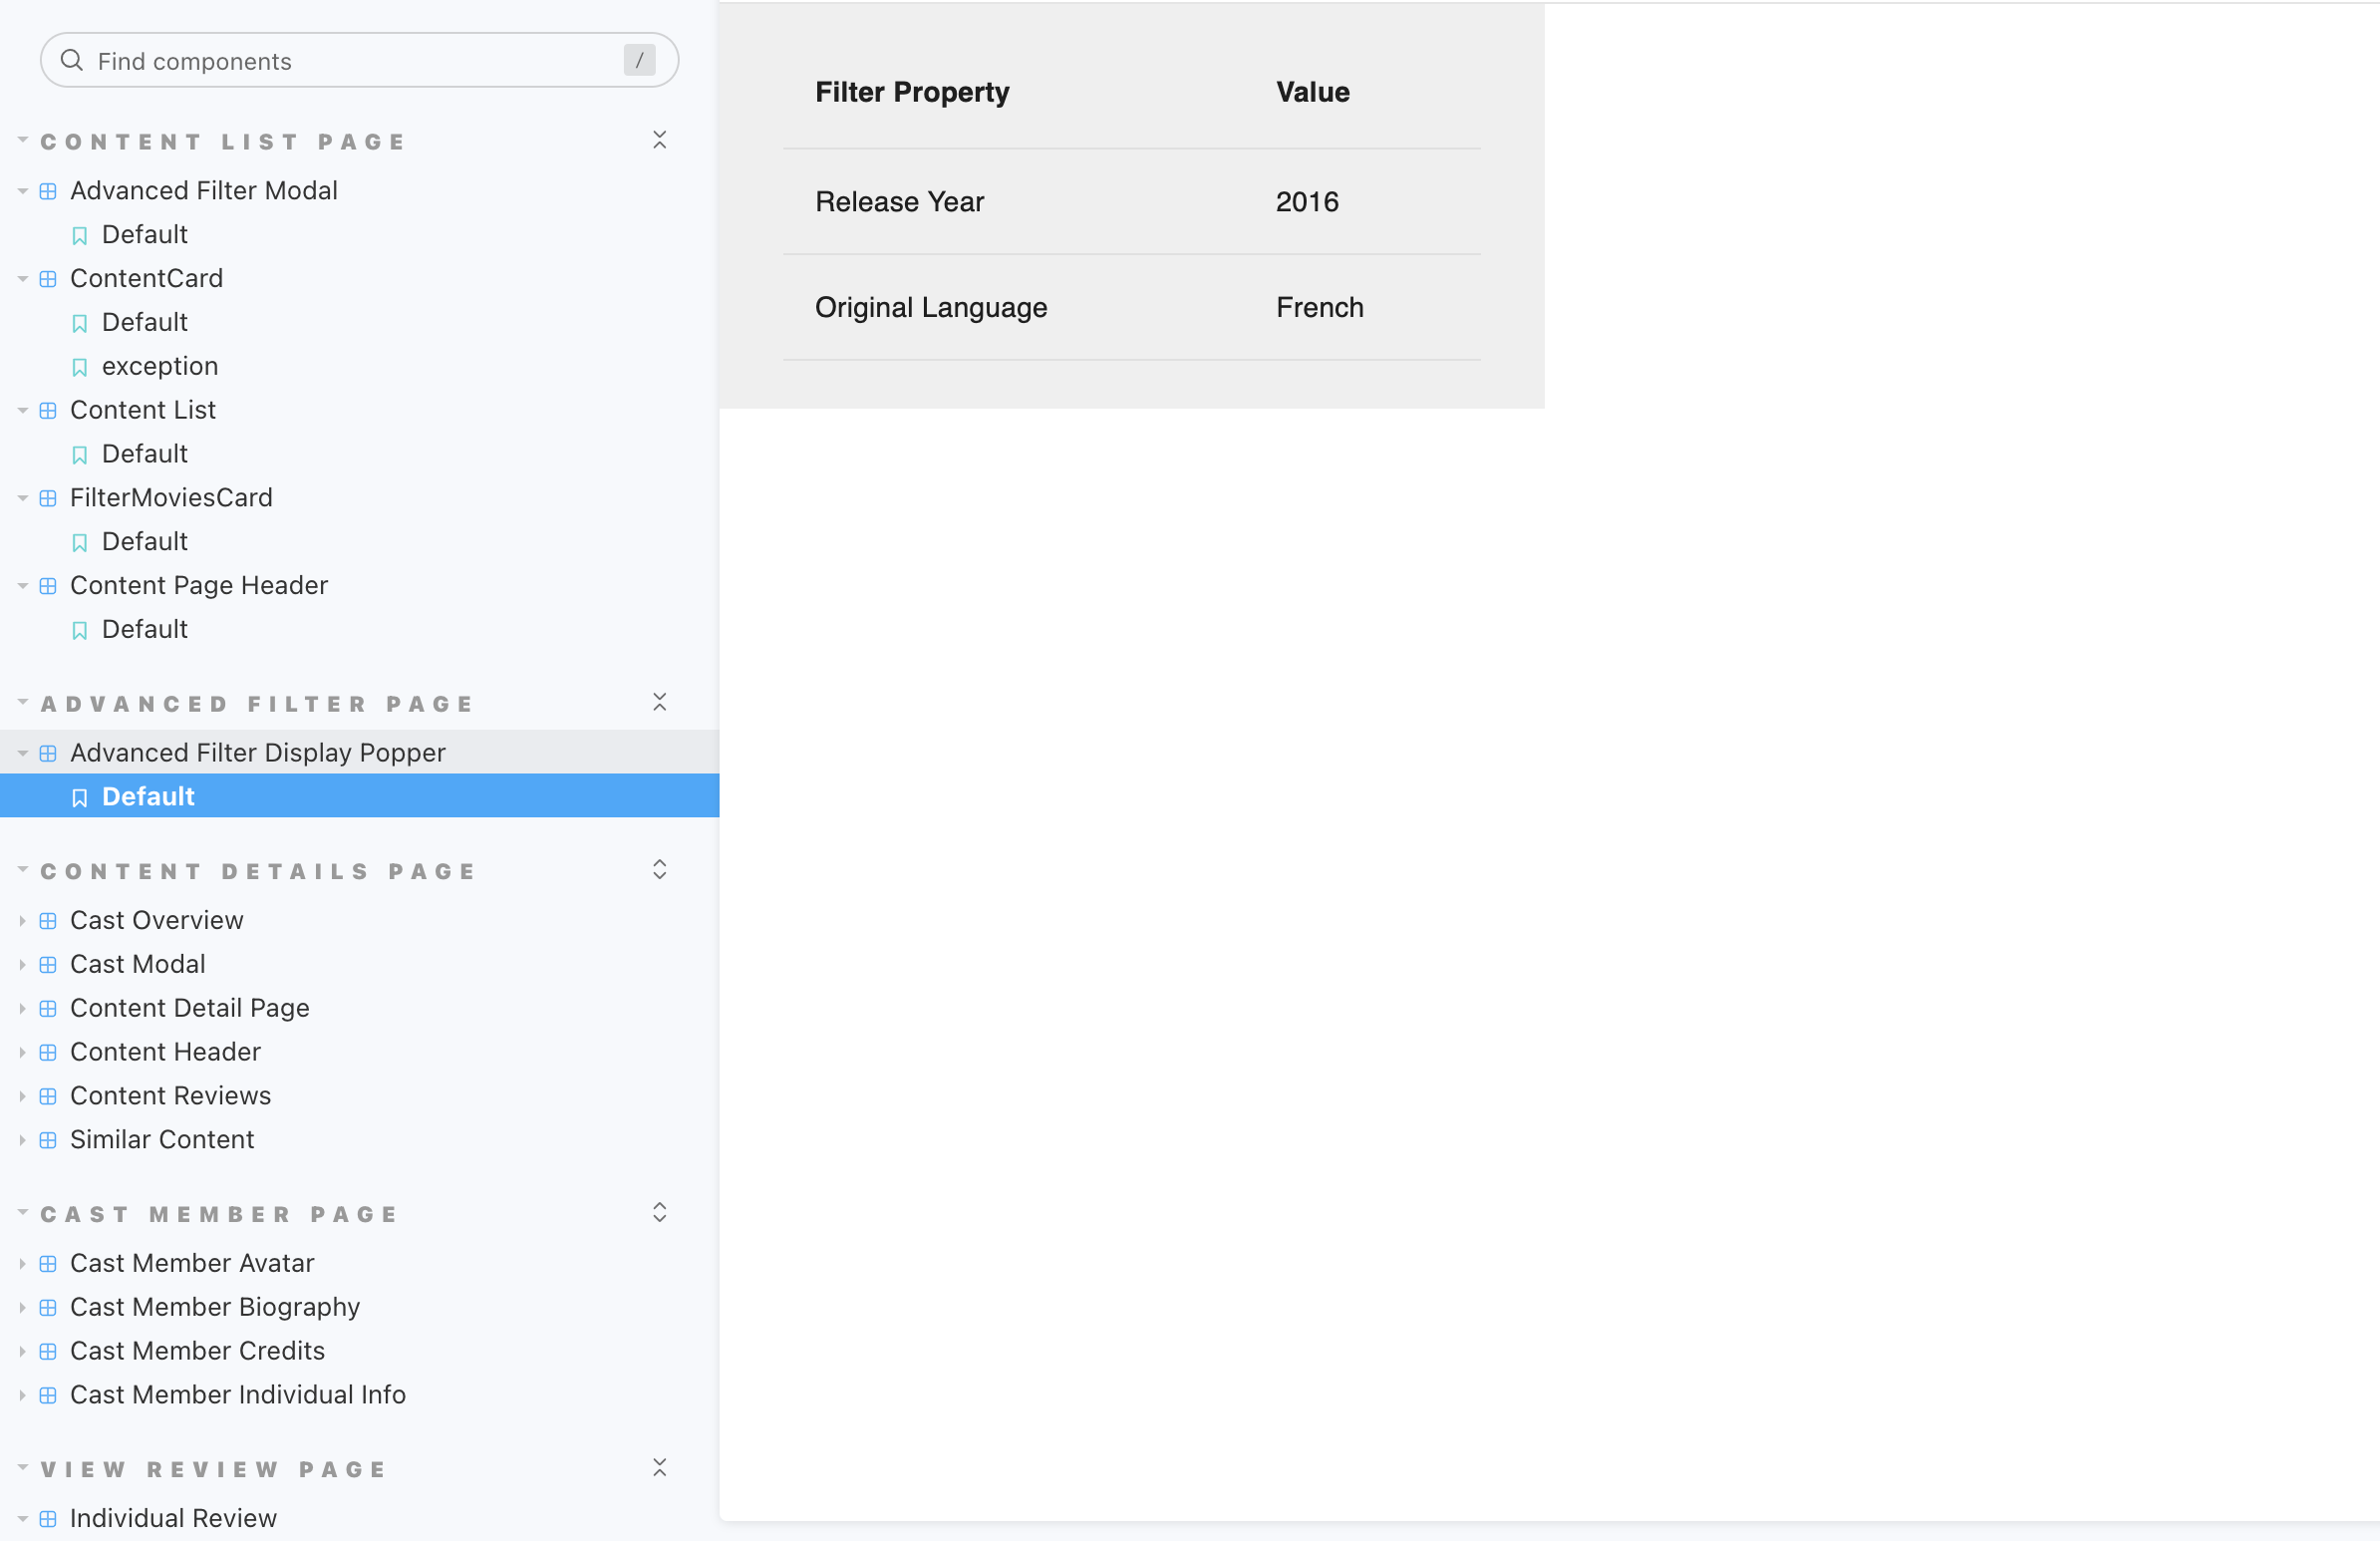 Find components
/
CONTENT LIST PAGE
Advanced Filter Modal
Default
ContentCard
Default
exception
Content List
Default
FilterMoviesCard
Default
Content Page Header
Default
ADVANCED FILTER PAGE
Advanced Filter Display Popper
Default
CONTENT DETAILS PAGE
Cast Overview
Cast Modal
Content Detail Page
Content Header
Content Reviews
Similar Content
CAST MEMBER PAGE
Cast Member Avatar
Cast Member Biography
Cast Member Credits
Cast Member Individual Info
VIEW REVIEW PAGE
Individual Review
Filter Property Value
Release Year 2016
Original Language French